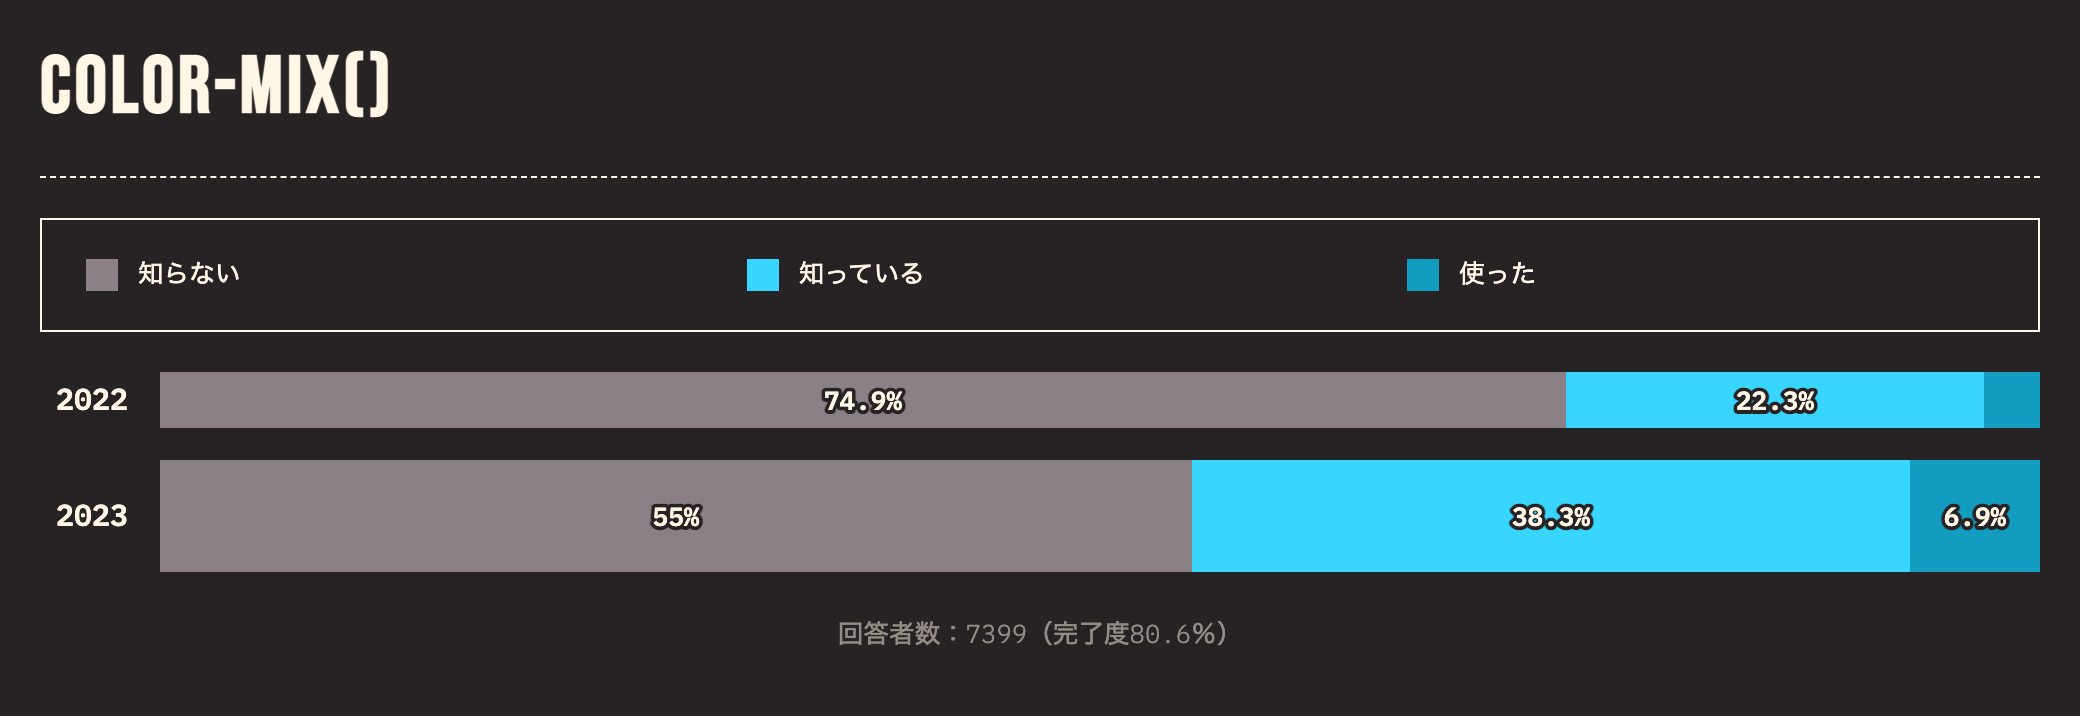 COLOR-MIX()
知らない 知っている 使った
2022 74.9% 22.3%
2023 55% 38.3% 6.9%
回答者数：7399（完了度80.6%）